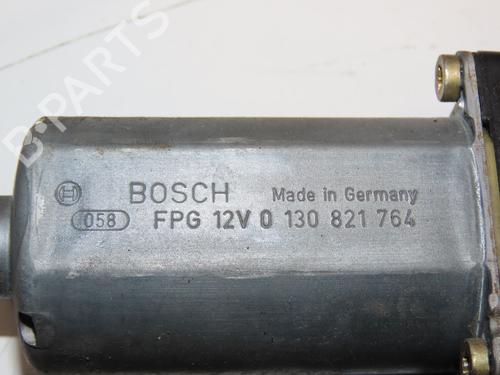 BOSCH Made in Germany
058 FPG 12V 0 130 821 764
B-PARTS